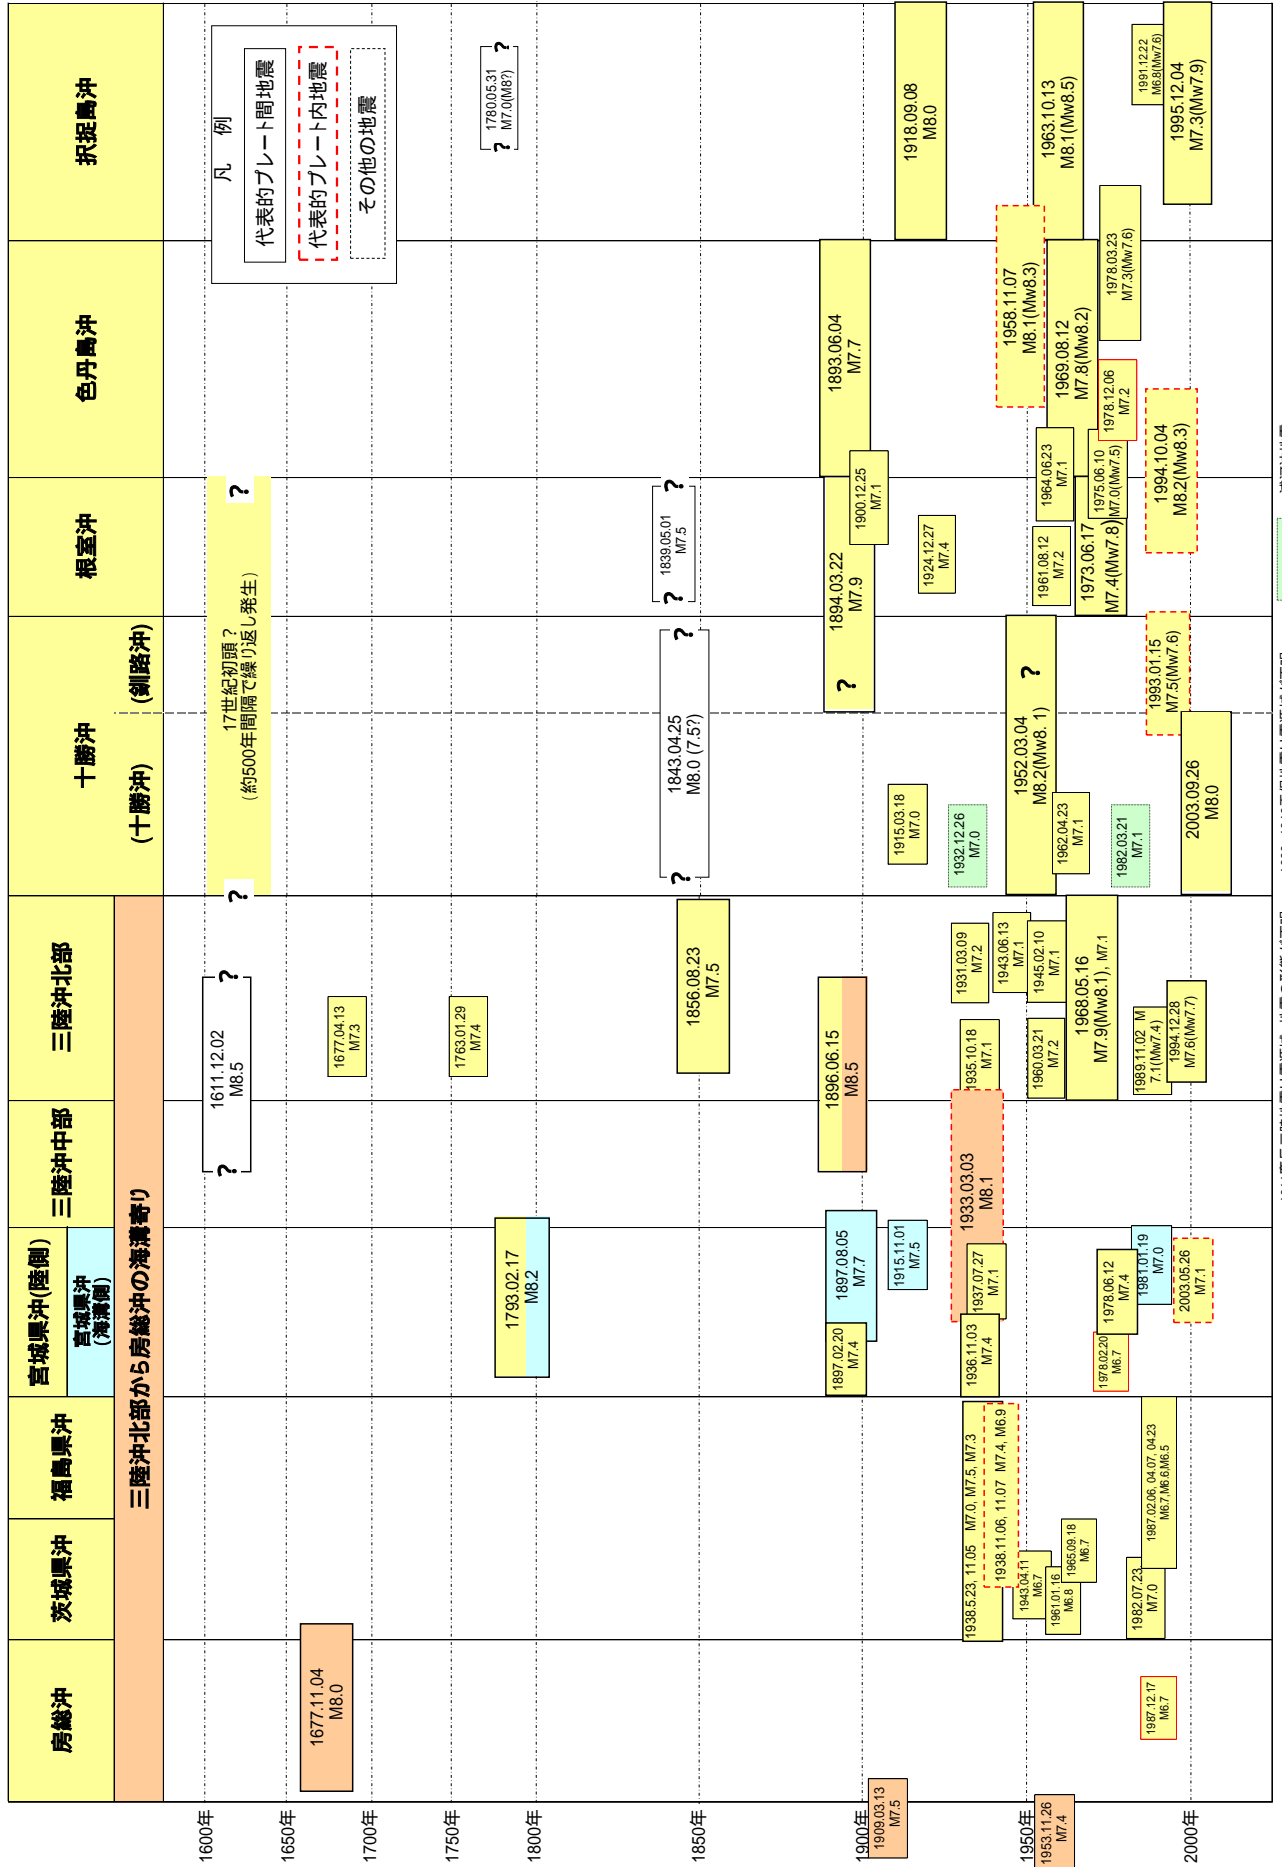 房総沖
茨城県沖
福島県沖
宮城県沖(陸側)
宮城県沖
(海溝側)
三陸沖中部
三陸沖北部
十勝沖
(十勝沖)
(釧路沖)
根室沖
色丹島沖
択捉島沖
三陸沖北部から房総沖の海溝寄り
凡　例
代表的プレート間地震
代表的プレート内地震
その他の地震
1600年
1650年
1700年
1750年
1800年
1850年
1900年
1950年
2000年
1677.11.04
M8.0
1909.03.13
M7.5
1953.11.26
M7.4
1987.12.17
M6.7
1938.5.23, 11.05　M7.0, M7.5, M7.3
1938.11.06, 11.07　M7.4, M6.9
1943.04.11
M6.7
1961.01.16
M6.8
1965.09.18
M6.7
1982.07.23
M7.0
1987.02.06, 04.07, 04.23
M6.7,M6.6,M6.5
1793.02.17
M8.2
1897.08.05
M7.7
1897.02.20
M7.4
1915.11.01
M7.5
1933.03.03
M8.1
1937.07.27
M7.1
1936.11.03
M7.4
1978.06.12
M7.4
1978.02.20
M6.7
1981.01.19
M7.0
2003.05.26
M7.1
?
1611.12.02
M8.5
?
1677.04.13
M7.3
1763.01.29
M7.4
1856.08.23
M7.5
1896.06.15
M8.5
1931.03.09
M7.2
1935.10.18
M7.1
1943.06.13
M7.1
1945.02.10
M7.1
1960.03.21
M7.2
1968.05.16
M7.9(Mw8.1), M7.1
1989.11.02 M
7.1(Mw7.4)
1994.12.28
M7.6(Mw7.7)
?
17世紀初頭？
（約500年間隔で繰り返し発生）
?
?
1843.04.25
M8.0 (7.5?)
?
?
1839.05.01
M7.5
?
?
1894.03.22
M7.9
1893.06.04
M7.7
1900.12.25
M7.1
1915.03.18
M7.0
1924.12.27
M7.4
1932.12.26
M7.0
1952.03.04
M8.2(Mw8. 1)
?
1962.04.23
M7.1
1982.03.21
M7.1
1993.01.15
M7.5(Mw7.6)
2003.09.26
M8.0
1961.08.12
M7.2
1964.06.23
M7.1
1973.06.17
M7.4(Mw7.8)
1975.06.10
M7.0(Mw7.5)
1958.11.07
M8.1(Mw8.3)
1969.08.12
M7.8(Mw8.2)
1978.12.06
M7.2
1978.03.23
M7.3(Mw7.6)
1994.10.04
M8.2(Mw8.3)
?
1780.05.31
M7.0(M8?)
?
1918.09.08
M8.0
1963.10.13
M8.1(Mw8.5)
1991.12.22
M6.8(Mw7.6)
1995.12.04
M7.3(Mw7.9)